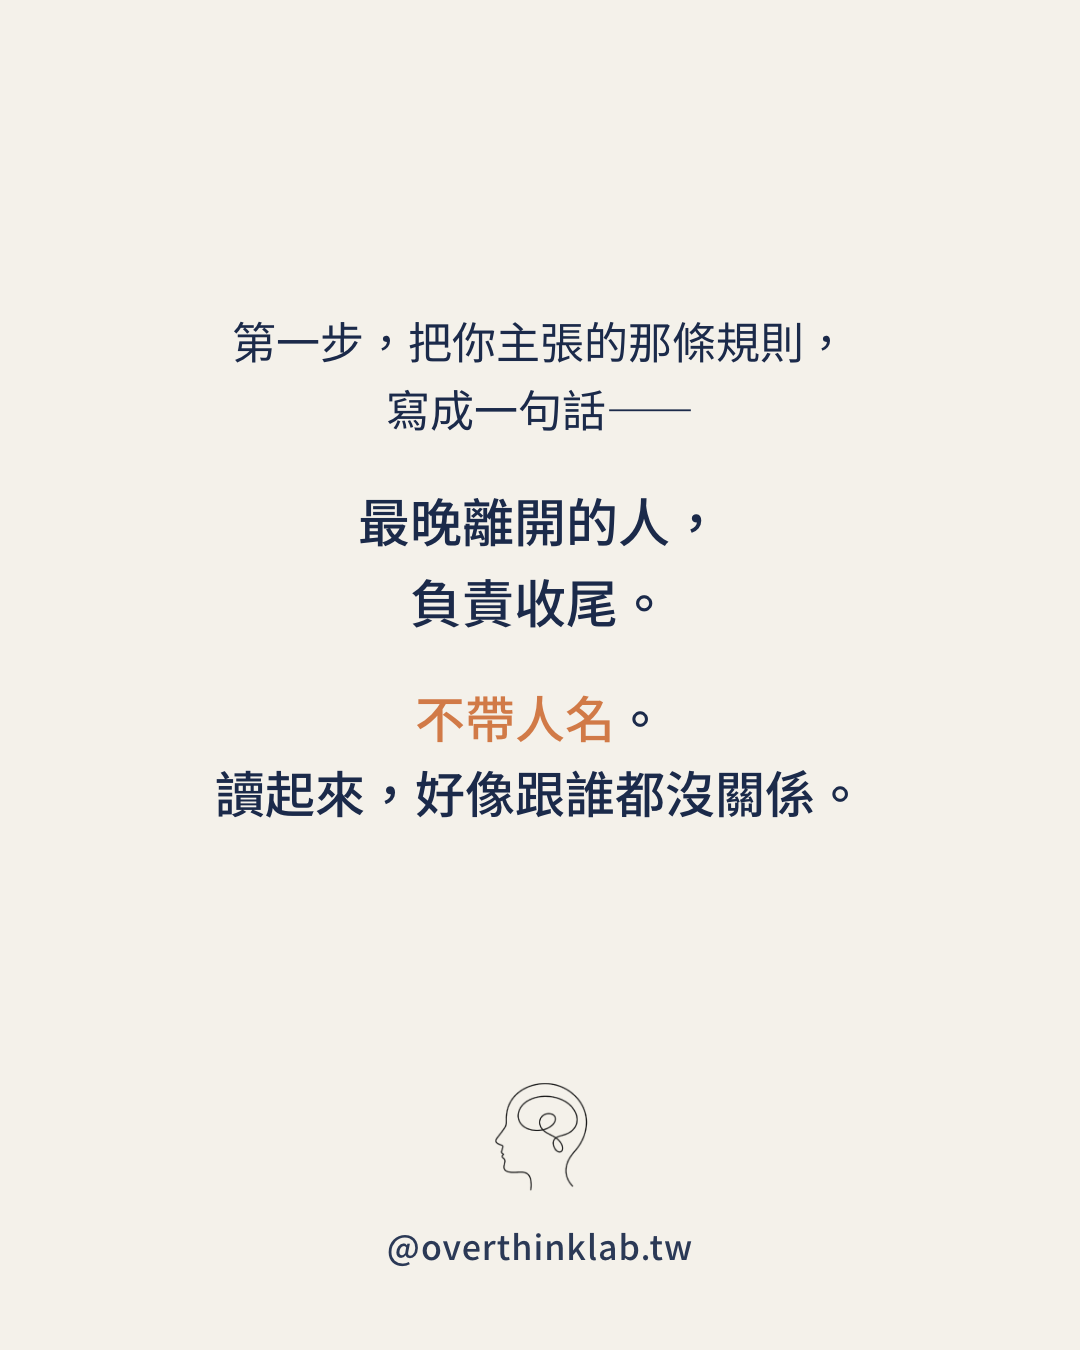 第一步，把你主張的那條規則，
寫成一句話——
最晚離開的人，
負責收尾。
不帶人名。
讀起來，好像跟誰都沒關係。
@overthinklab.tw